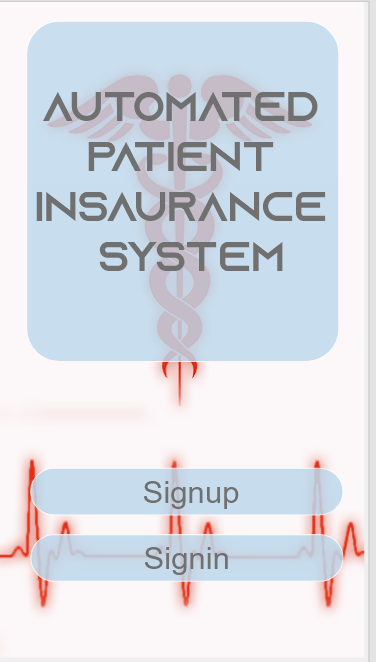 AUTOMATED
PATIENT
INSAURANCE
SYSTEM
Signup
Signin